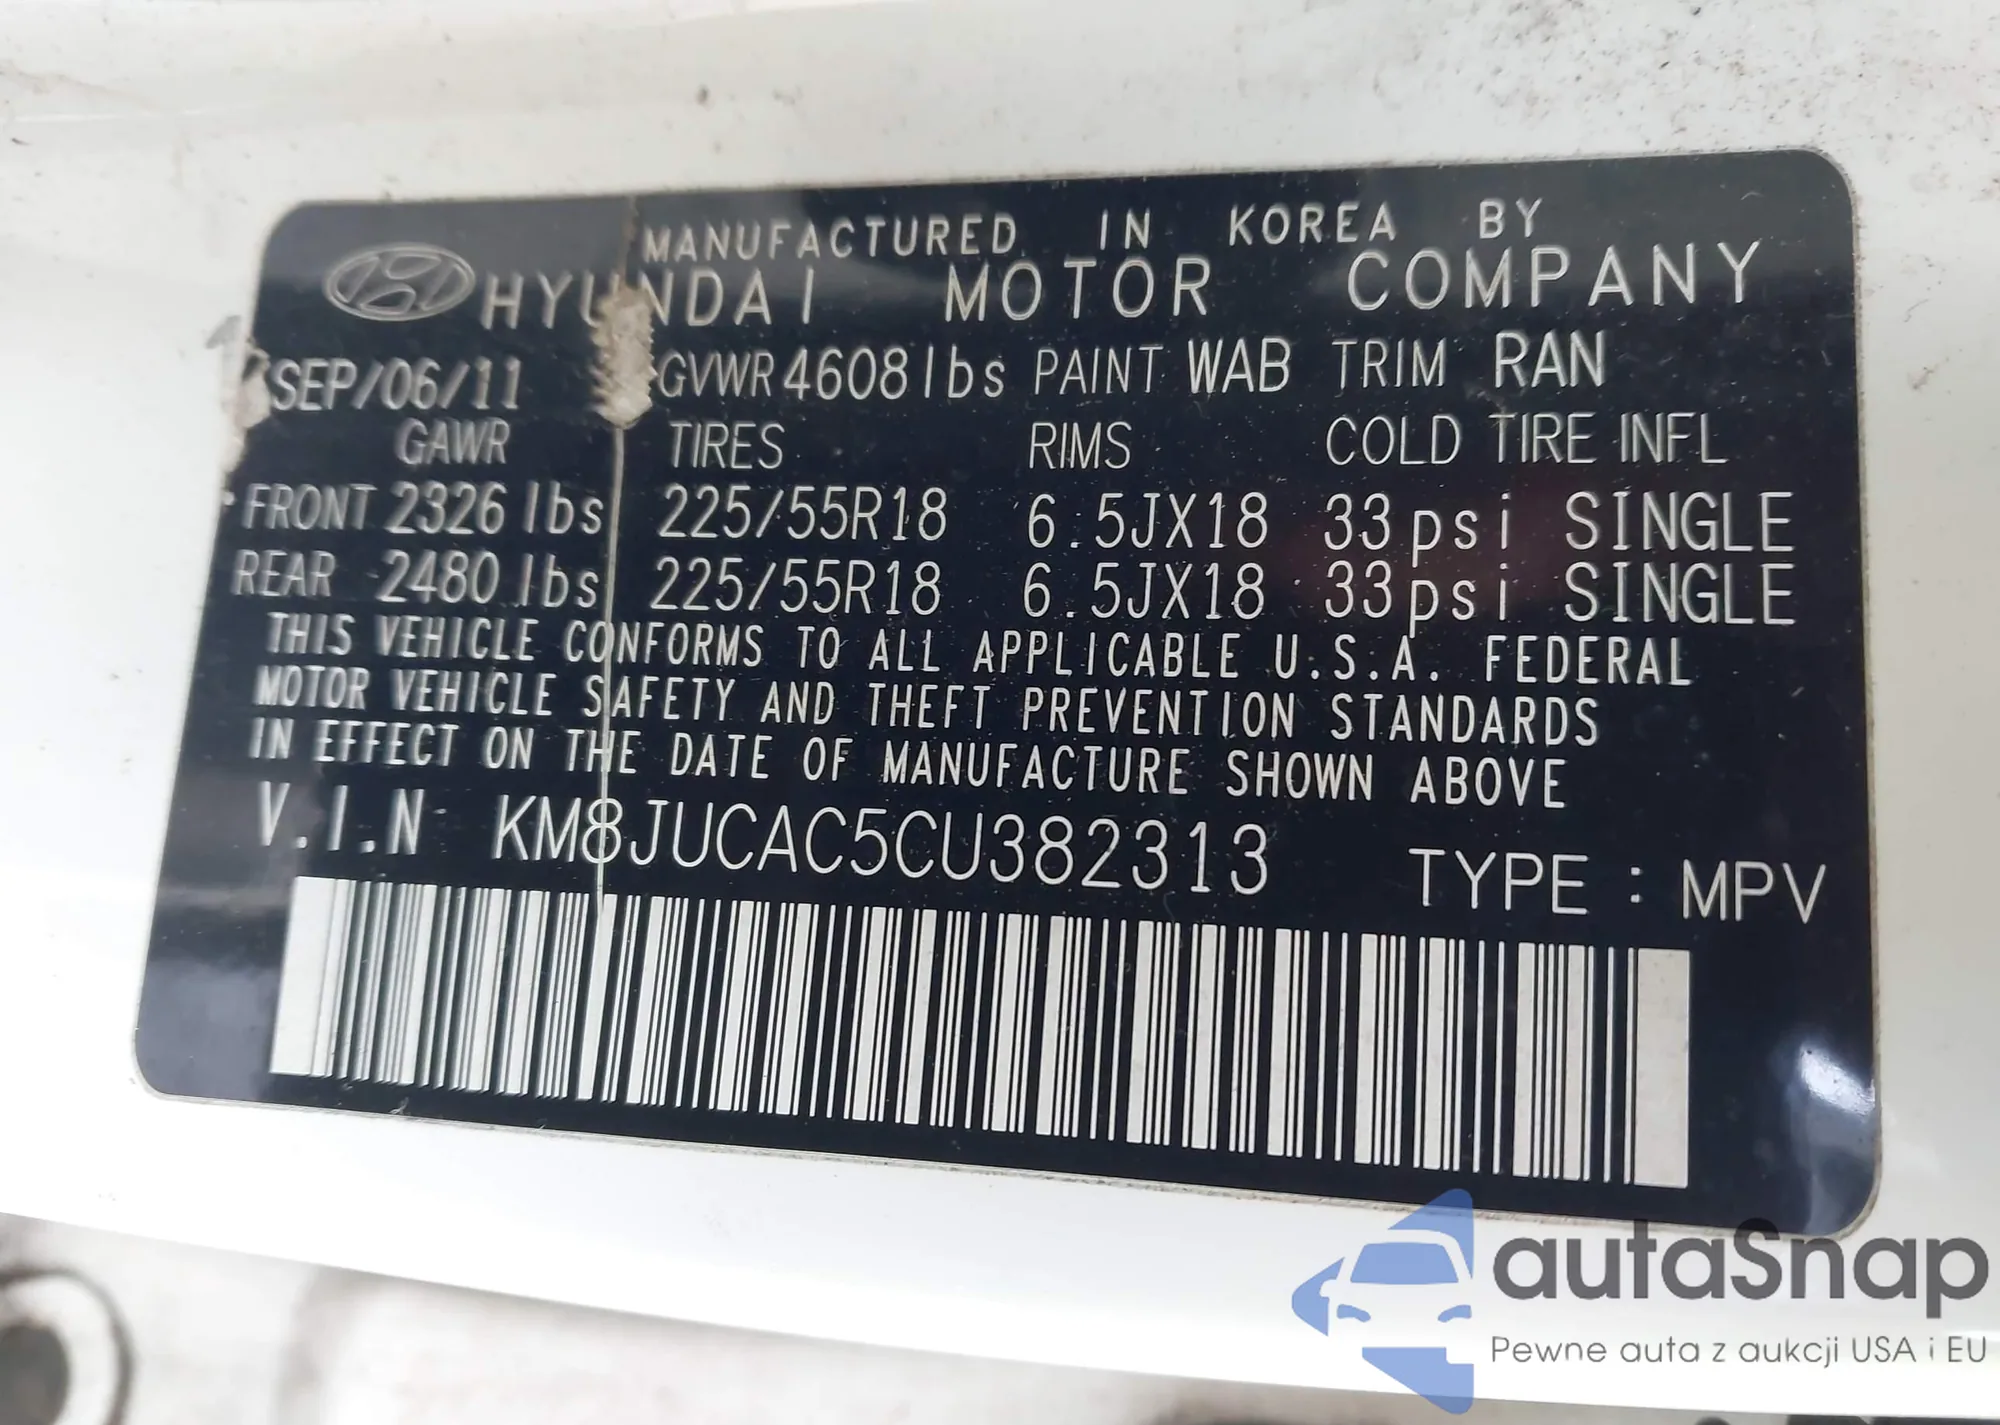 MANUFACTURED IN KOREA BY
HYUNDAI MOTOR COMPANY
SEP/06/11 GVWR 4608 lbs PAINT WAB TRIM RAN
GAWR TIRES RIMS COLD TIRE INFL
FRONT 2326 lbs 225/55R18 6.5JX18 33psi SINGLE
REAR 2480 lbs 225/55R18 6.5JX18 33psi SINGLE
THIS VEHICLE CONFORMS TO ALL APPLICABLE U.S.A. FEDERAL
MOTOR VEHICLE SAFETY AND THEFT PREVENTION STANDARDS
IN EFFECT ON THE DATE OF MANUFACTURE SHOWN ABOVE
V.I.N KM8JUCAC5CU382313 TYPE : MPV
autaSnap
Pewne auta z aukcji USA i EU